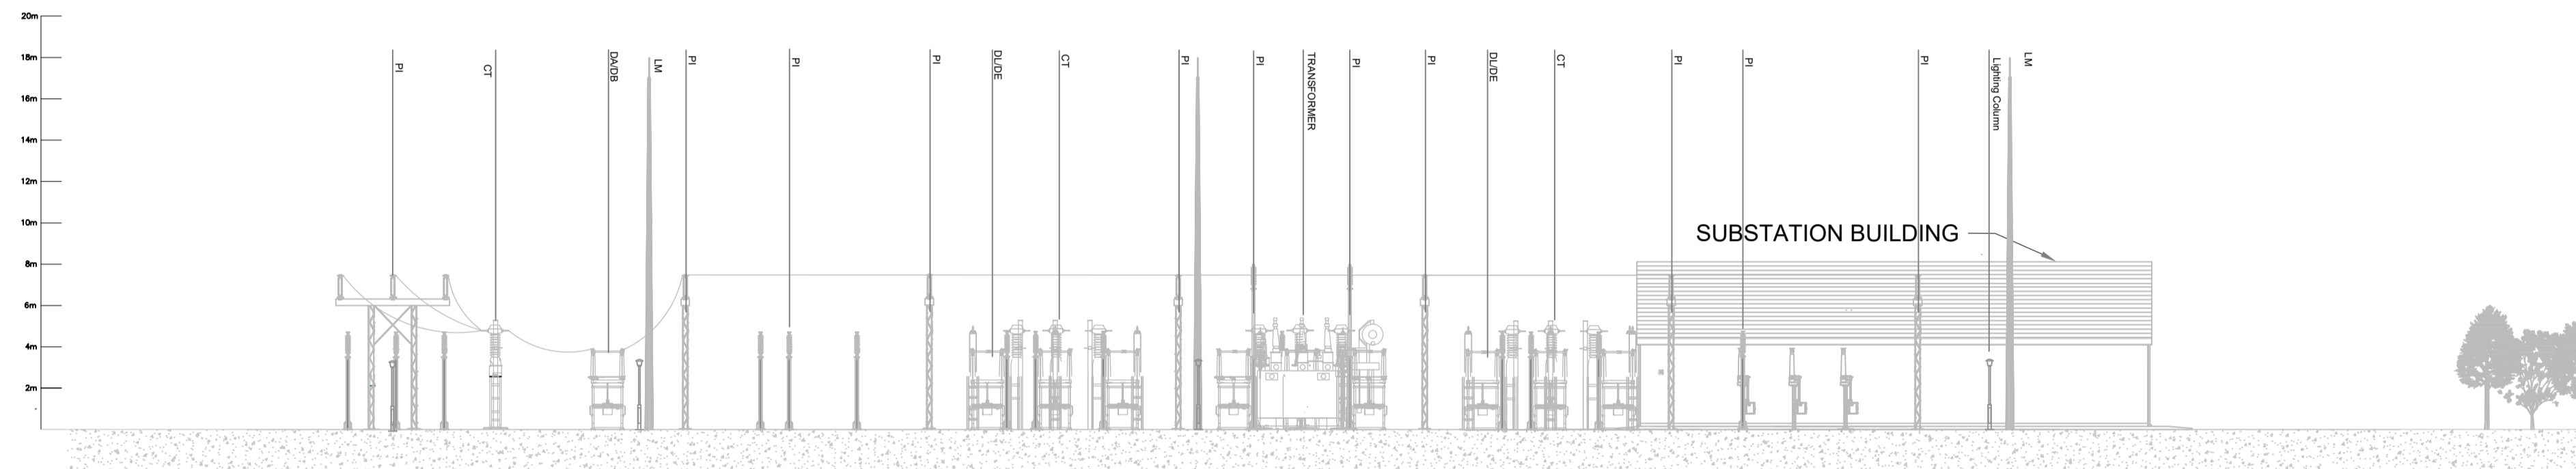 20m
18m
16m
14m
12m
10m
8m
6m
4m
2m
PI
CT
DA/DB
LM
PI
PI
PI
DL/DE
CT
PI
PI
TRANSFORMER
PI
PI
DL/DE
CT
PI
PI
PI
Lighting Column
LM
SUBSTATION BUILDING